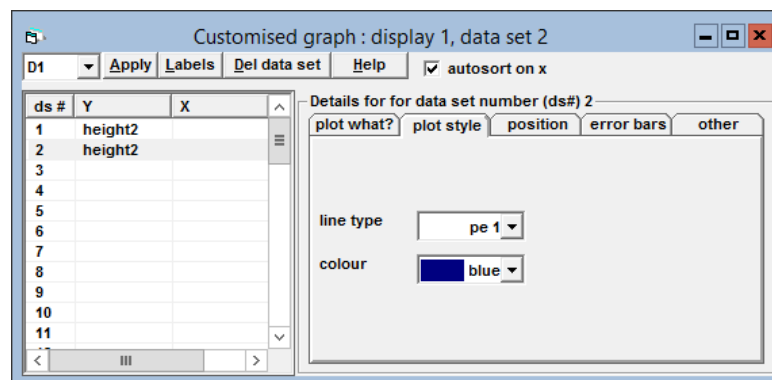 Customised graph : display 1, data set 2
D1 Apply Labels Del data set Help autosort on x
ds # Y X
1 height2
2 height2
3
4
5
6
7
8
9
10
11
Details for for data set number (ds#) 2
plot what? plot style position error bars other
line type pe 1
colour blue